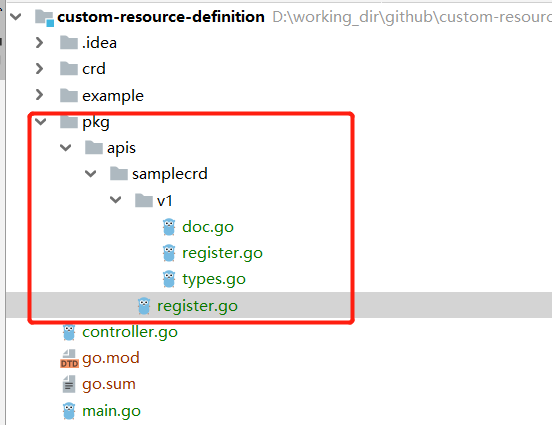 custom-resource-definition D:\working_dir\github\custom-resourc
.idea
crd
example
pkg
apis
samplecrd
v1
doc.go
register.go
types.go
register.go
controller.go
DTD go.mod
go.sum
main.go